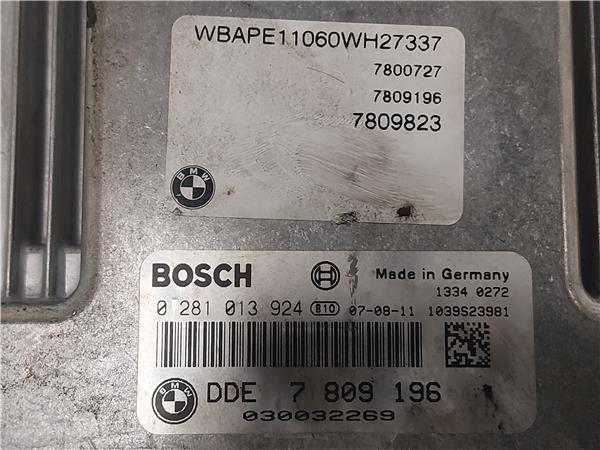 WBAPE11060WH27337
7800727
7809196
7809823
BMW
BOSCH Made in Germany
1334 0272
0 281 013 924 B10 07-08-11 1039S23981
BMW DDE 7 809 196
030032269